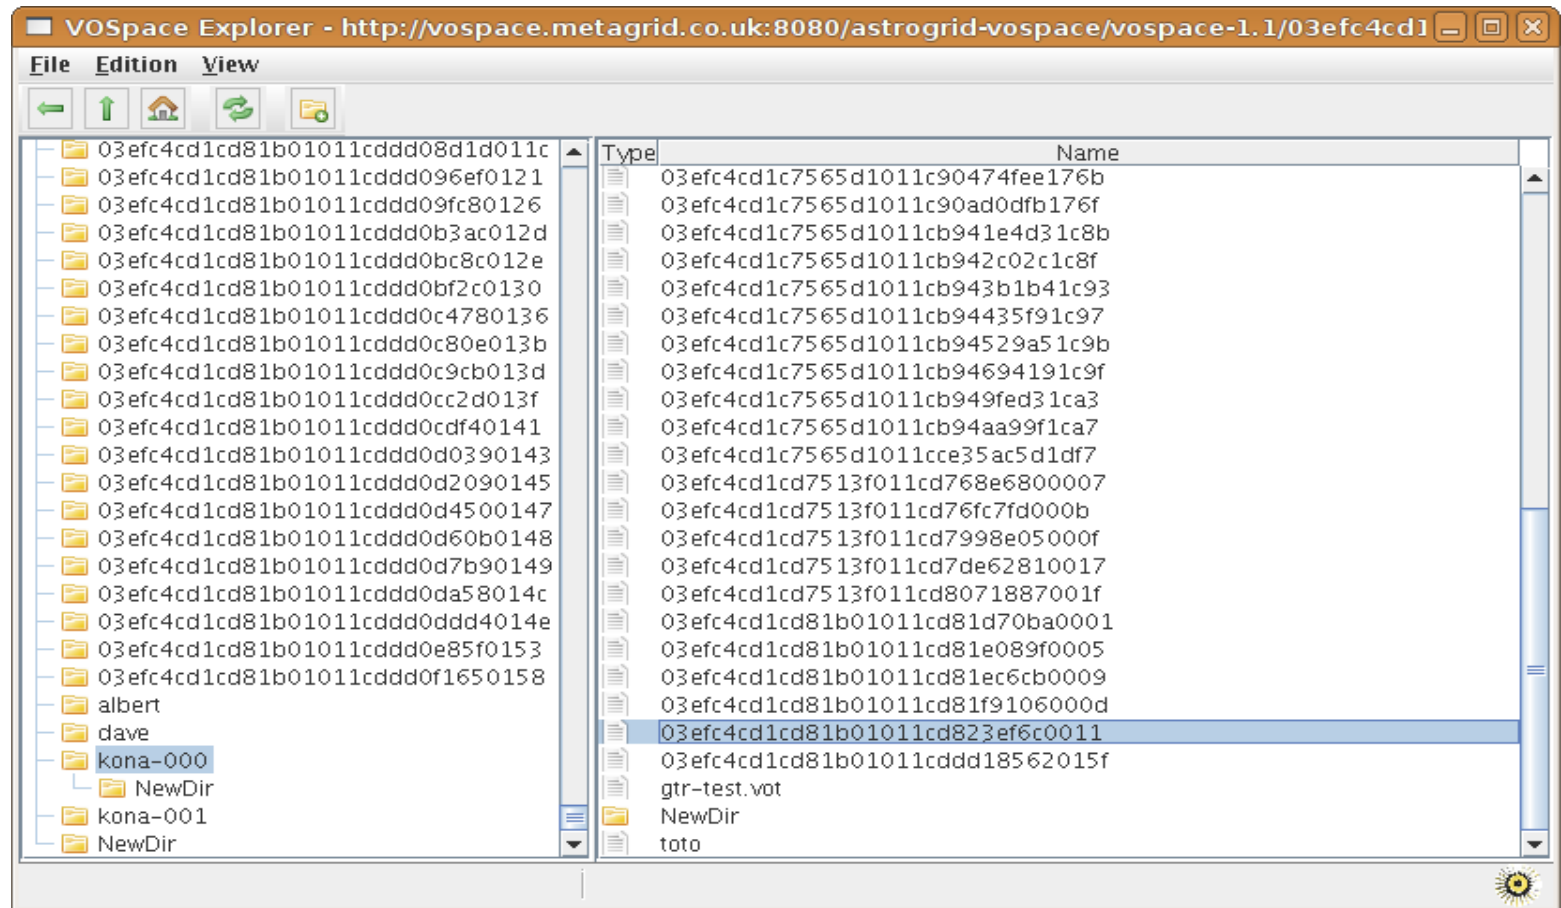 VOSpace Explorer - http://vospace.metagrid.co.uk:8080/astrogrid-vospace/vospace-1.1/03efc4cd1
File Edition View
03efc4cd1cd81b01011cddd08d1d011c
03efc4cd1cd81b01011cddd096ef0121
03efc4cd1cd81b01011cddd09fc80126
03efc4cd1cd81b01011cddd0b3ac012d
03efc4cd1cd81b01011cddd0bc8c012e
03efc4cd1cd81b01011cddd0bf2c0130
03efc4cd1cd81b01011cddd0c4780136
03efc4cd1cd81b01011cddd0c80e013b
03efc4cd1cd81b01011cddd0c9cb013d
03efc4cd1cd81b01011cddd0cc2d013f
03efc4cd1cd81b01011cddd0cdf40141
03efc4cd1cd81b01011cddd0d0390143
03efc4cd1cd81b01011cddd0d2090145
03efc4cd1cd81b01011cddd0d4500147
03efc4cd1cd81b01011cddd0d60b0148
03efc4cd1cd81b01011cddd0d7b90149
03efc4cd1cd81b01011cddd0da58014c
03efc4cd1cd81b01011cddd0ddd4014e
03efc4cd1cd81b01011cddd0e85f0153
03efc4cd1cd81b01011cddd0f1650158
albert
dave
kona-000
NewDir
kona-001
NewDir
Type Name
03efc4cd1c7565d1011c90474fee176b
03efc4cd1c7565d1011c90ad0dfb176f
03efc4cd1c7565d1011cb941e4d31c8b
03efc4cd1c7565d1011cb942c02c1c8f
03efc4cd1c7565d1011cb943b1b41c93
03efc4cd1c7565d1011cb94435f91c97
03efc4cd1c7565d1011cb94529a51c9b
03efc4cd1c7565d1011cb94694191c9f
03efc4cd1c7565d1011cb949fed31ca3
03efc4cd1c7565d1011cb94aa99f1ca7
03efc4cd1c7565d1011cce35ac5d1df7
03efc4cd1cd7513f011cd768e6800007
03efc4cd1cd7513f011cd76fc7fd000b
03efc4cd1cd7513f011cd7998e05000f
03efc4cd1cd7513f011cd7de62810017
03efc4cd1cd7513f011cd8071887001f
03efc4cd1cd81b01011cd81d70ba0001
03efc4cd1cd81b01011cd81e089f0005
03efc4cd1cd81b01011cd81ec6cb0009
03efc4cd1cd81b01011cd81f9106000d
03efc4cd1cd81b01011cd823ef6c0011
03efc4cd1cd81b01011cddd18562015f
gtr-test.vot
NewDir
toto